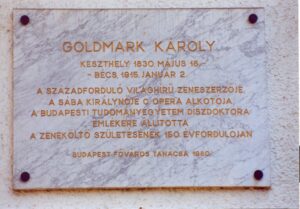 GOLDMARK KÁROLY
KESZTHELY 1830. MÁJUS 18.–
– BÉCS, 1915. JANUÁR 2.
A SZÁZADFORDULÓ VILÁGHÍRŰ ZENESZERZŐJE,
A SÁBA KIRÁLYNŐJE C. OPERA ALKOTÓJA,
A BUDAPESTI TUDOMÁNYEGYETEM DÍSZDOKTORA
EMLÉKÉRE ÁLLÍTOTTA
A ZENEKÖLTŐ SZÜLETÉSÉNEK 150. ÉVFORDULÓJÁN
BUDAPEST FŐVÁROS TANÁCSA 1980.